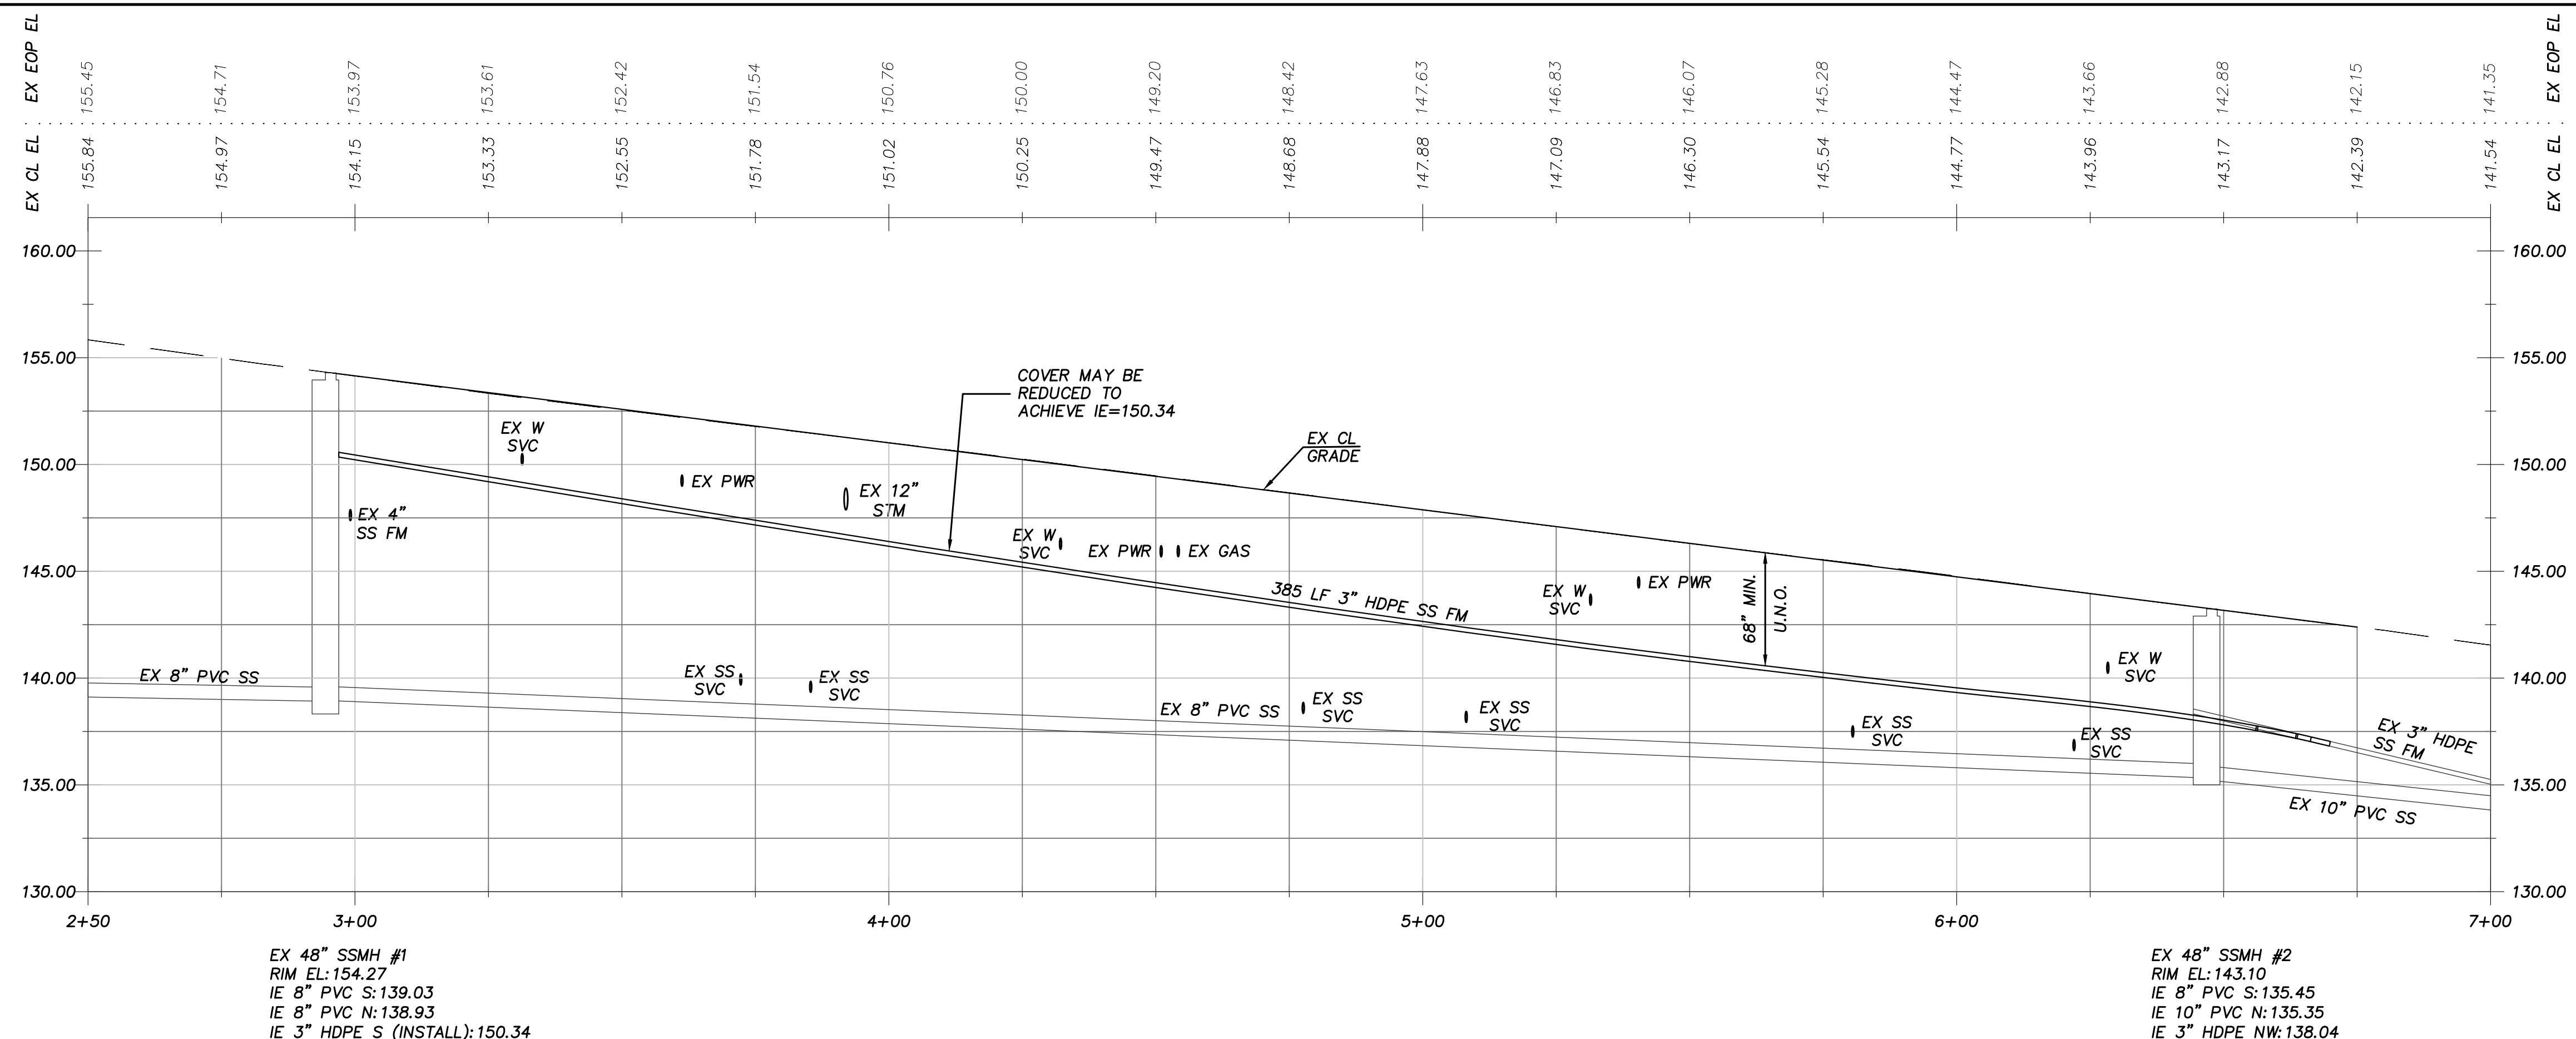 EX EOP EL 155.45 154.71 153.97 153.61 152.42 151.54 150.76 150.00 149.20 148.42 147.63 146.83 146.07 145.28 144.47 143.66 142.88 142.15 141.35 EX EOP EL
EX CL EL 155.84 154.97 154.15 153.33 152.55 151.78 151.02 150.25 149.47 148.68 147.88 147.09 146.30 145.54 144.77 143.96 143.17 142.39 141.54 EX CL EL
160.00 160.00
155.00 155.00
COVER MAY BE
REDUCED TO
ACHIEVE IE=150.34
EX CL
GRADE
EX W
SVC
150.00 150.00
EX PWR
EX 12"
STM
EX 4"
SS FM
EX W
SVC
EX PWR
EX GAS
145.00 145.00
385 LF 3" HDPE SS FM
EX W
SVC
EX PWR
68" MIN.
U.N.O.
EX W
SVC
140.00 140.00
EX 8" PVC SS
EX SS
SVC
EX SS
SVC
EX 8" PVC SS
EX SS
SVC
EX SS
SVC
EX SS
SVC
EX SS
SVC
EX 3" HDPE
SS FM
135.00 135.00
EX 10" PVC SS
130.00 130.00
2+50 3+00 4+00 5+00 6+00 7+00
EX 48" SSMH #1
RIM EL: 154.27
IE 8" PVC S: 139.03
IE 8" PVC N: 138.93
IE 3" HDPE S (INSTALL): 150.34
EX 48" SSMH #2
RIM EL: 143.10
IE 8" PVC S: 135.45
IE 10" PVC N: 135.35
IE 3" HDPE NW: 138.04